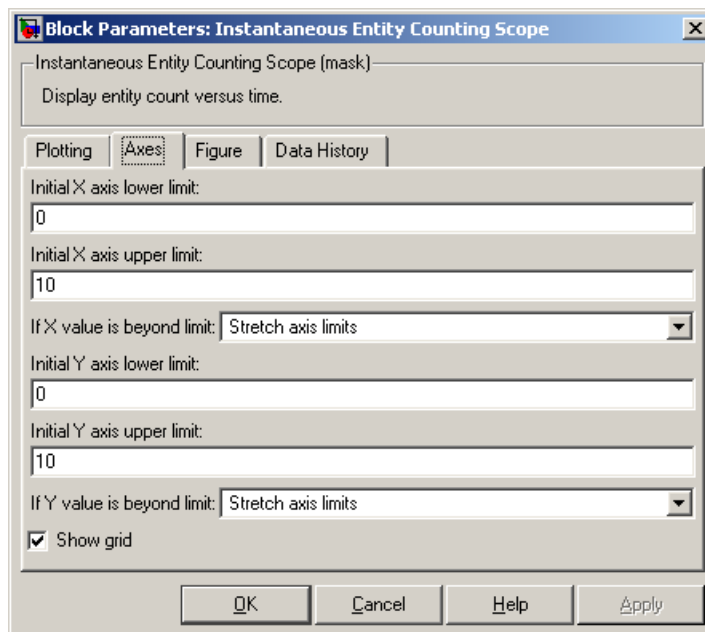 Block Parameters: Instantaneous Entity Counting Scope
Instantaneous Entity Counting Scope (mask)
Display entity count versus time.
Plotting Axes Figure Data History
Initial X axis lower limit:
0
Initial X axis upper limit:
10
If X value is beyond limit: Stretch axis limits
Initial Y axis lower limit:
0
Initial Y axis upper limit:
10
If Y value is beyond limit: Stretch axis limits
Show grid
OK Cancel Help Apply